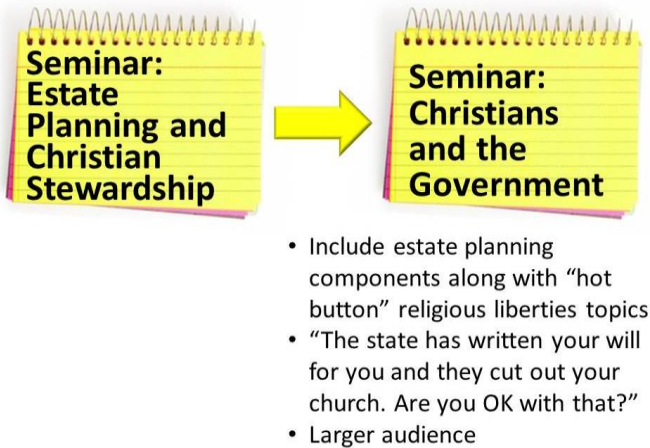 Seminar:
Estate
Planning and
Christian
Stewardship
Seminar:
Christians
and the
Government
• Include estate planning
components along with “hot
button” religious liberties topics
• “The state has written your will
for you and they cut out your
church. Are you OK with that?”
• Larger audience